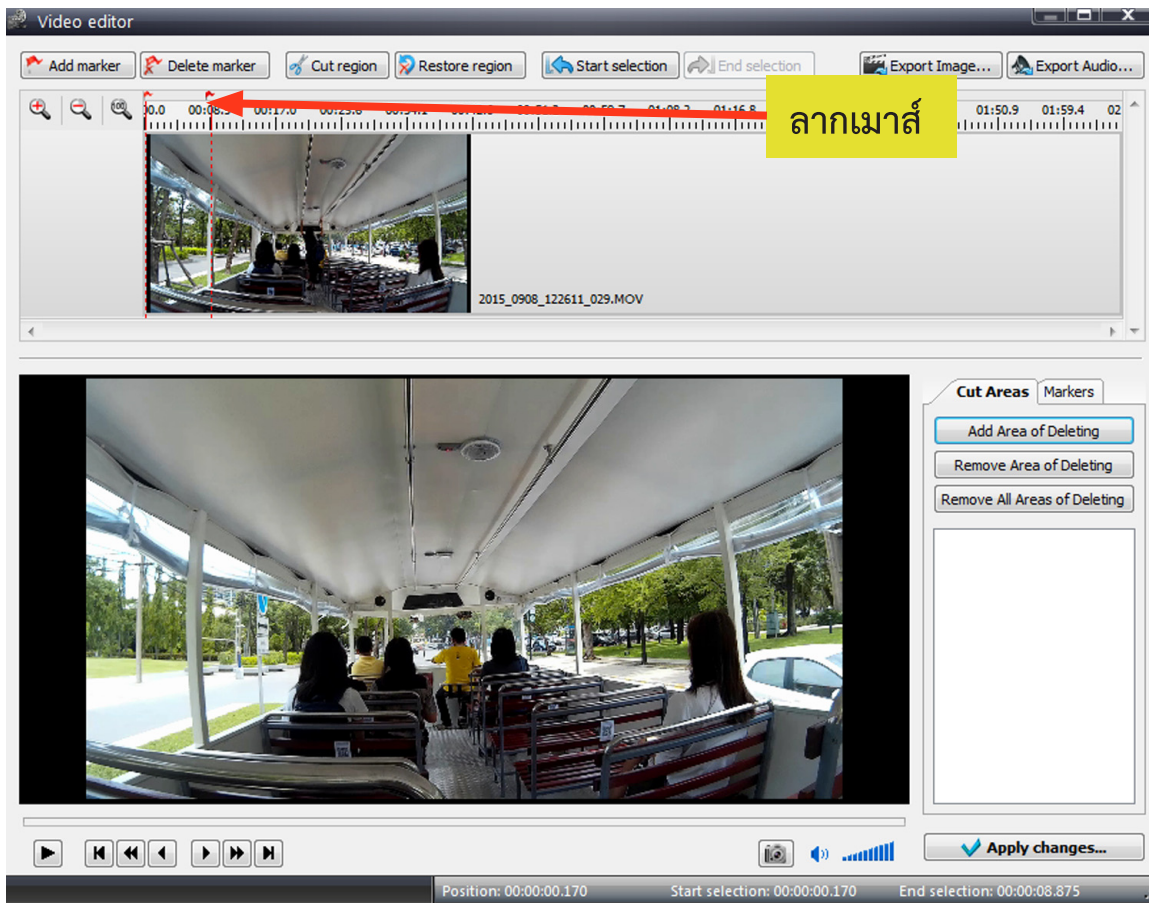 Video editor
Add marker Delete marker Cut region Restore region Start selection End selection Export Image... Export Audio...
01:50.9 01:59.4 02
ลากเมาส์
2015_0908_122611_029.MOV
Cut Areas Markers
Add Area of Deleting
Remove Area of Deleting
Remove All Areas of Deleting
Apply changes...
Position: 00:00:00.170 Start selection: 00:00:00.170 End selection: 00:00:08.875